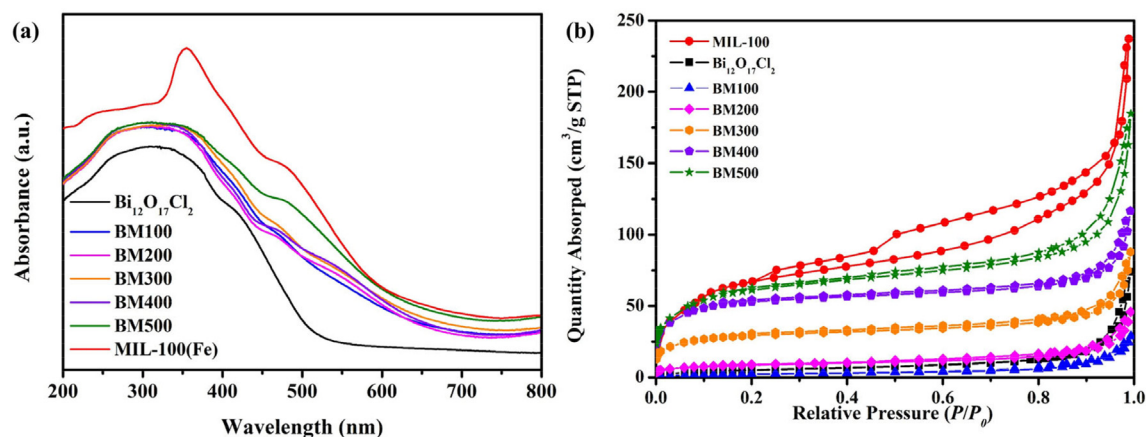 (a)
Absorbance (a.u.)
Bi₁₂O₁₇Cl₂
BM100
BM200
BM300
BM400
BM500
MIL-100(Fe)
200 300 400 500 600 700 800
Wavelength (nm)
(b)
Quantity Absorped (cm³/g STP)
250
200
150
100
50
0
MIL-100
Bi₁₂O₁₇Cl₂
BM100
BM200
BM300
BM400
BM500
0.0 0.2 0.4 0.6 0.8 1.0
Relative Pressure (P/P₀)